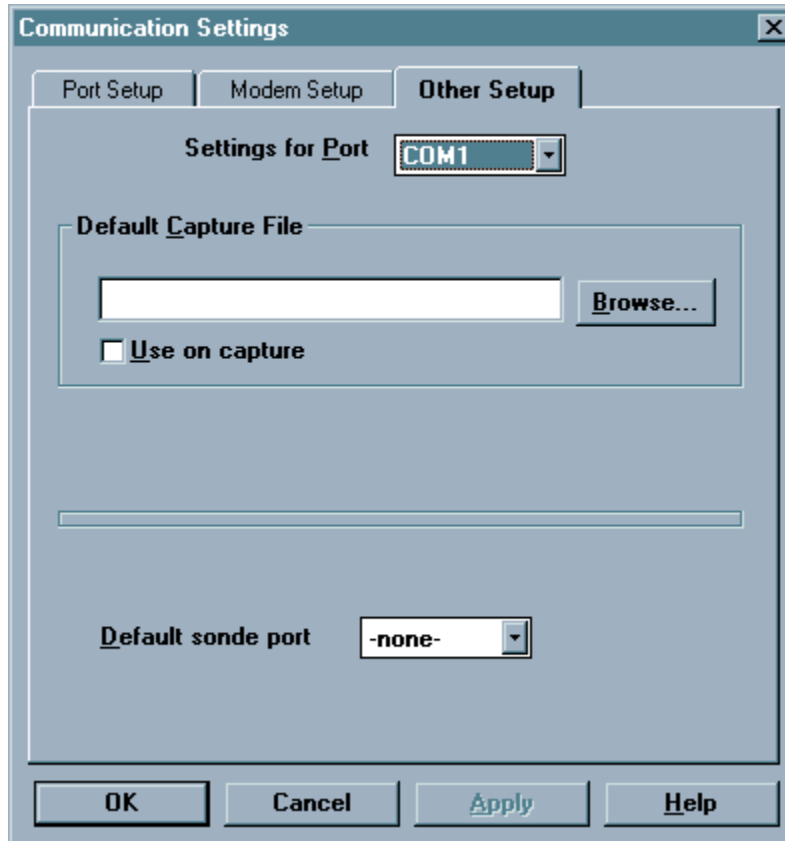 Communication Settings
Port Setup Modem Setup Other Setup
Settings for Port COM1
Default Capture File
Browse...
Use on capture
Default sonde port -none-
OK Cancel Apply Help